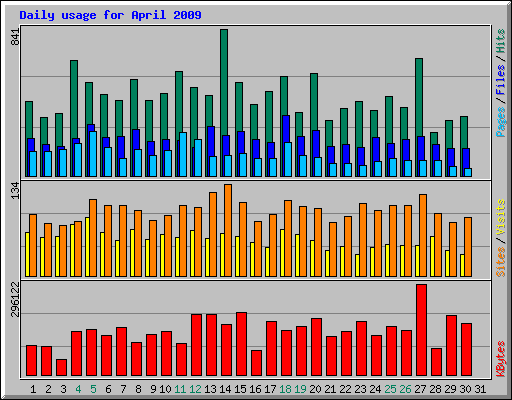 Daily usage for April 2009
841
Pages / Files / Hits
134
Sites / Visits
296122
KBytes
1 2 3 4 5 6 7 8 9 10 11 12 13 14 15 16 17 18 19 20 21 22 23 24 25 26 27 28 29 30 31